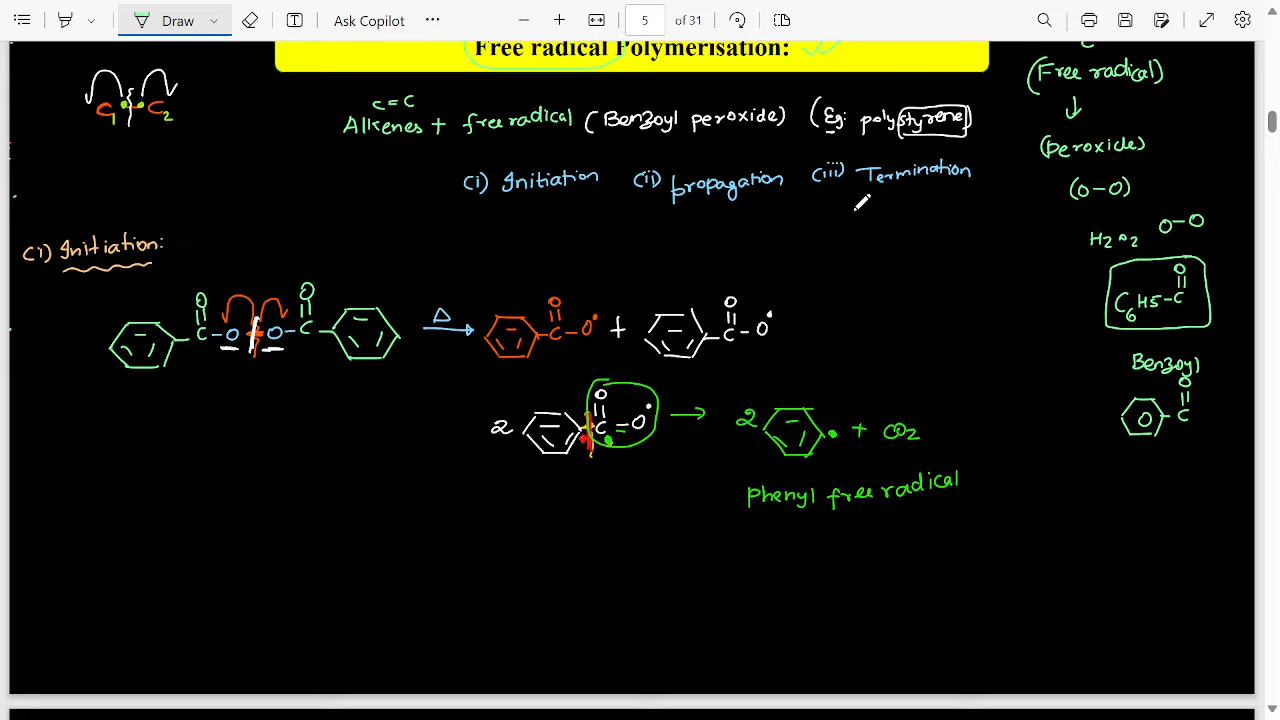 Draw
Ask Copilot
5 of 31
Free radical Polymerisation:
C1 C2
C=C
Alkenes + free radical (Benzoyl peroxide) (Eg: polystyrene)
(i) Initiation (ii) propagation (iii) Termination
(Free radical)
(peroxide)
(O-O)
H2O2 O-O
O
C6H5-C
Benzoyl
O
C
(i) Initiation:
O O O O
C-O O-C Δ C-O• + C-O•
O
2 C-O• → 2 • + CO2
Phenyl free radical